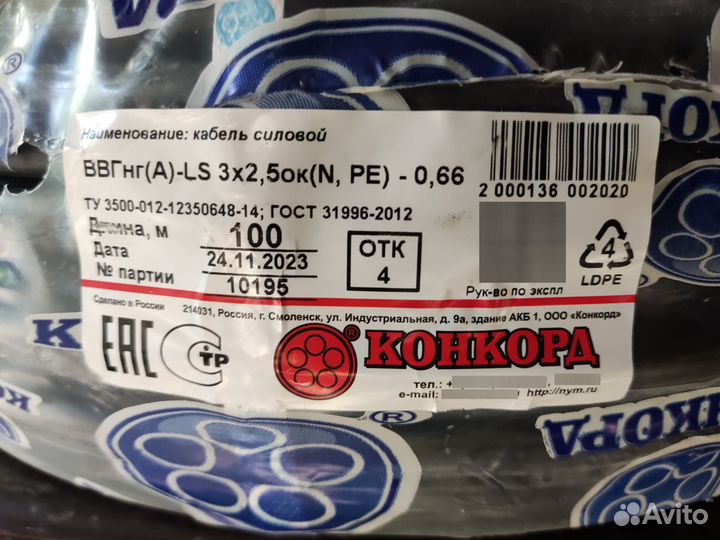 Наименование: кабель силовой
ВВГнг(А)-LS 3х2,5ок(N, PE) - 0,66
2 000136 002020
ТУ 3500-012-12350648-14; ГОСТ 31996-2012
Длина, м 100
Дата 24.11.2023
№ партии 10195
ОТК
4
Рук-во по экспл
4
LDPE
Сделано в России
214031, Россия, г. Смоленск, ул. Индустриальная, д. 9а, здание АКБ 1, ООО «Конкорд»
ЕАС
С ТР
® КОНКОРД
тел.: +
e-mail: http://nym.ru
К
НКОРД
®
Avito